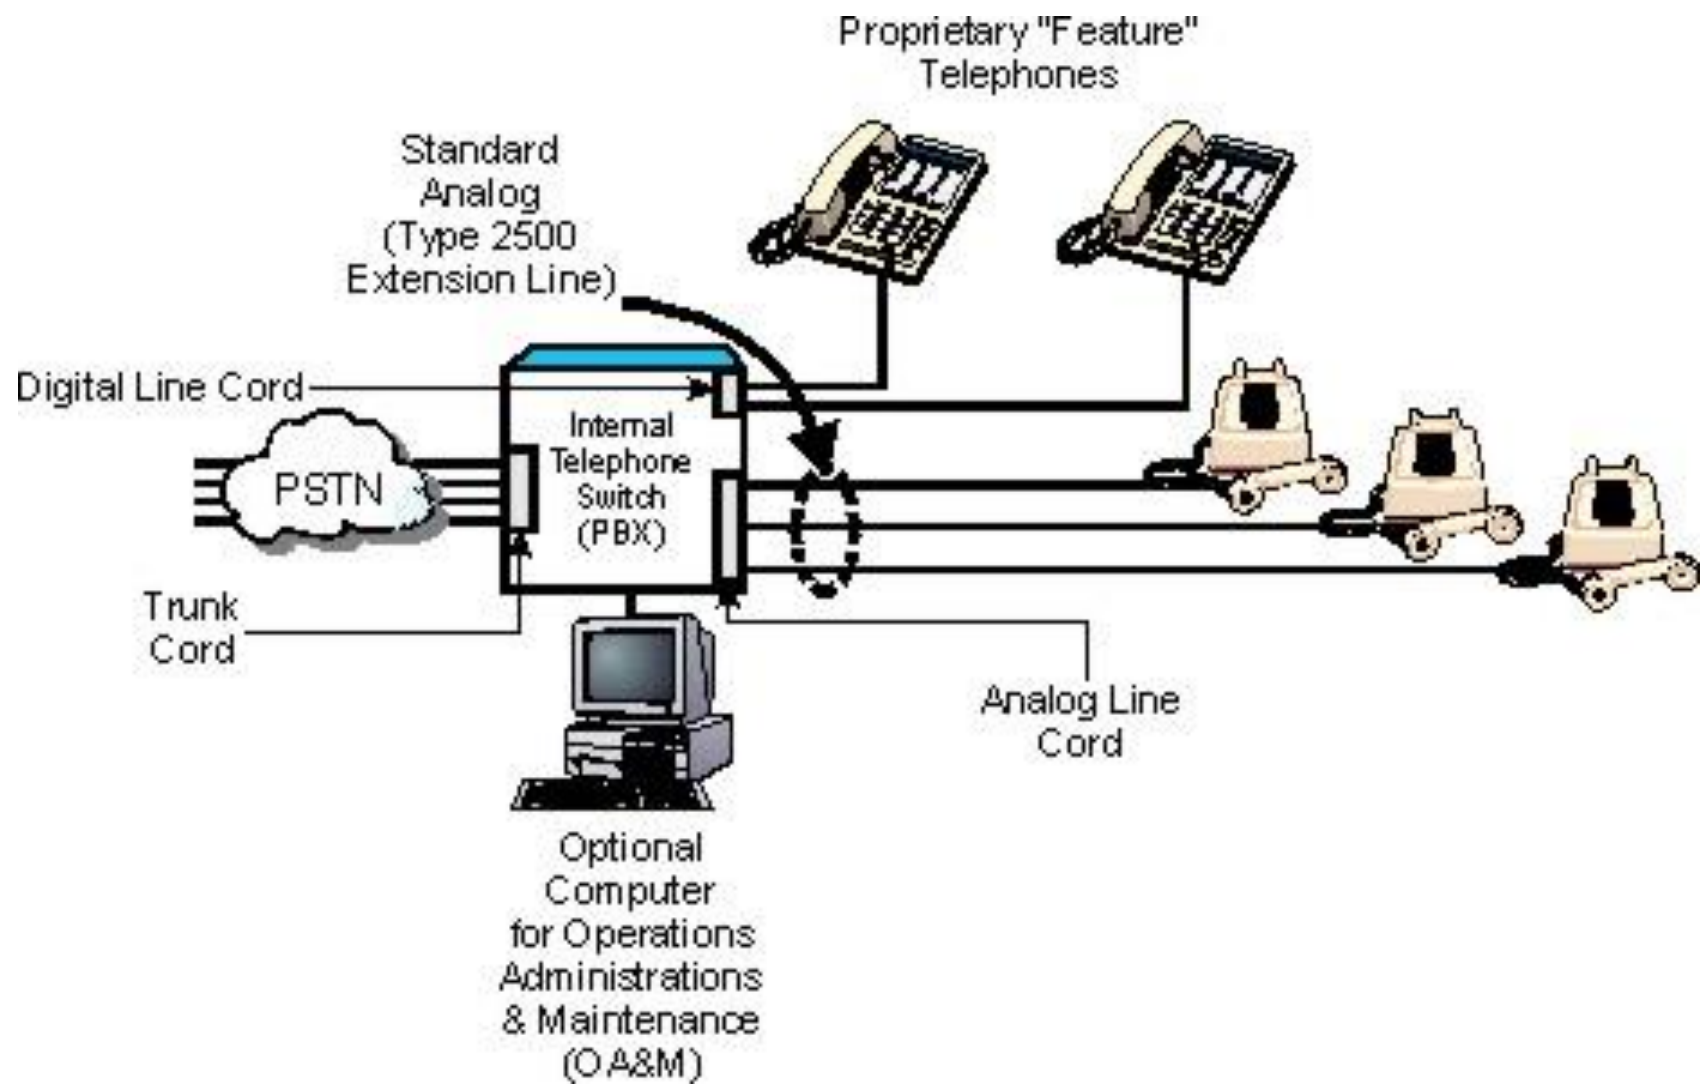 Proprietary "Feature"
Telephones
Standard
Analog
(Type 2500
Extension Line)
Digital Line Cord
Internal
Telephone
Switch
(PBX)
PSTN
Trunk
Cord
Analog Line
Cord
Optional
Computer
for Operations
Administrations
& Maintenance
(OA&M)